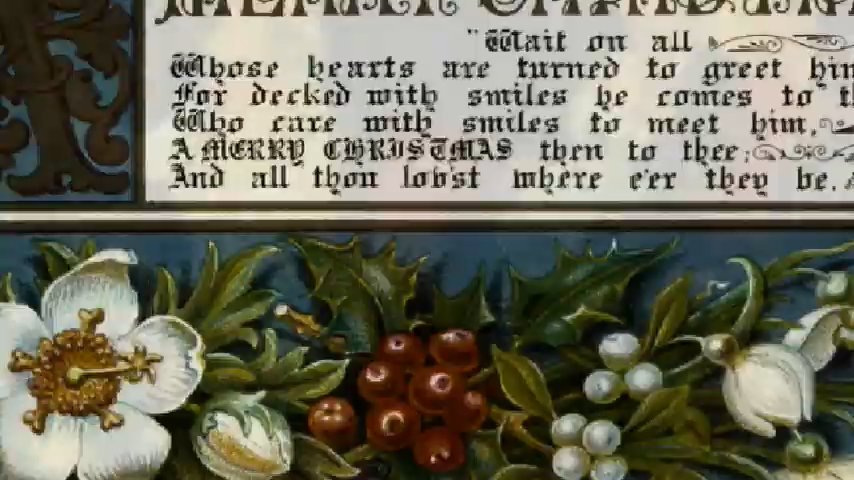 "Wait on all
Whose hearts are turned to greet him
For decked with smiles he comes to
Who care with smiles to meet him,
A MERRY CHRISTMAS then to thee;
And all thou lov'st where e'er they be.